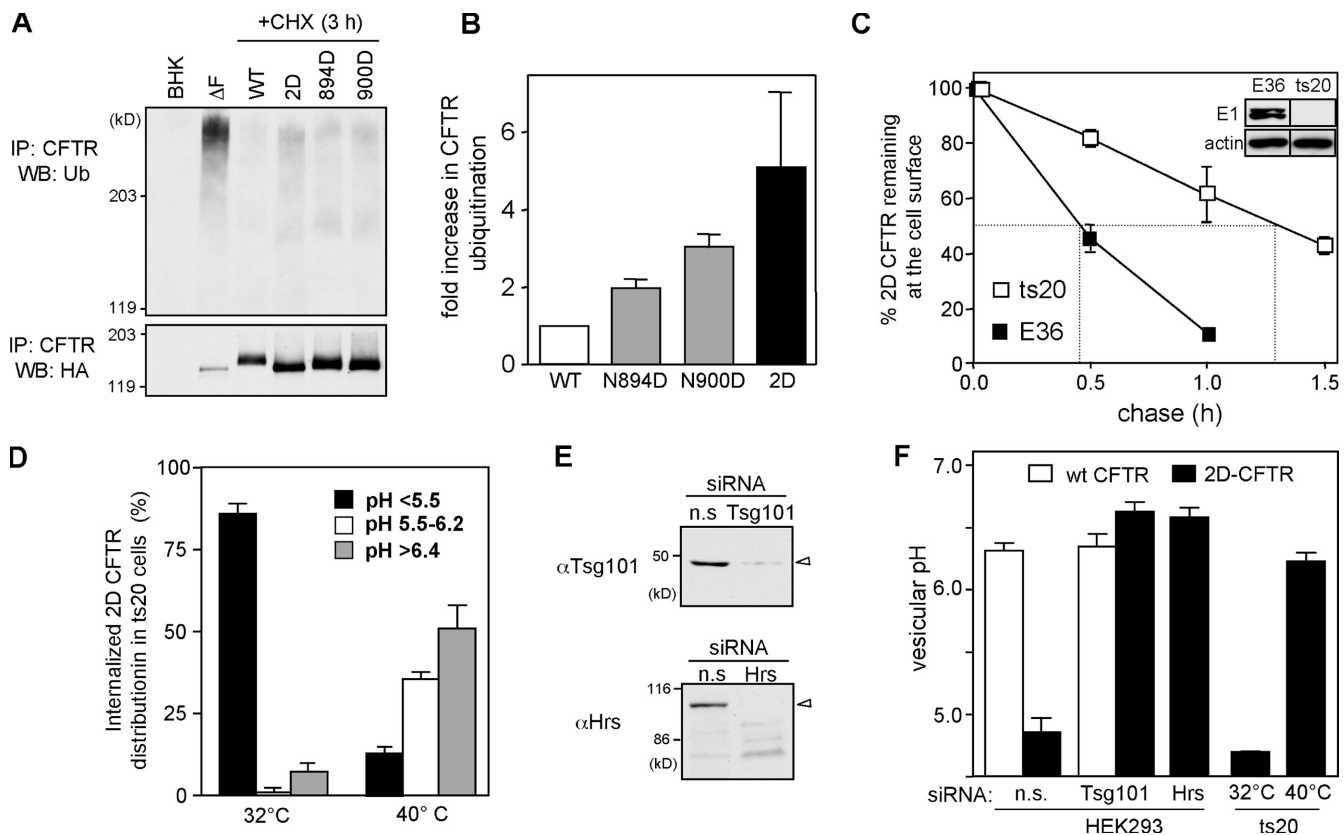 A
+CHX (3 h)
BHK
ΔF
WT
2D
894D
900D
(kD)
IP: CFTR
WB: Ub
203
119
IP: CFTR
WB: HA
203
119
B
fold increase in CFTR
ubiquitination
6
4
2
0
WT N894D N900D 2D
C
% 2D CFTR remaining
at the cell surface
100
80
60
40
20
0
E36 ts20
E1
actin
ts20
E36
0.0 0.5 1.0 1.5
chase (h)
D
Internalized 2D CFTR
distributionin in ts20 cells (%)
100
75
50
25
0
pH <5.5
pH 5.5-6.2
pH >6.4
32°C 40° C
E
siRNA
n.s Tsg101
αTsg101
50
(kD)
siRNA
n.s Hrs
αHrs
116
86
(kD)
F
vesicular pH
7.0
6.0
5.0
wt CFTR 2D-CFTR
siRNA: n.s. Tsg101 Hrs 32°C 40°C
HEK293 ts20